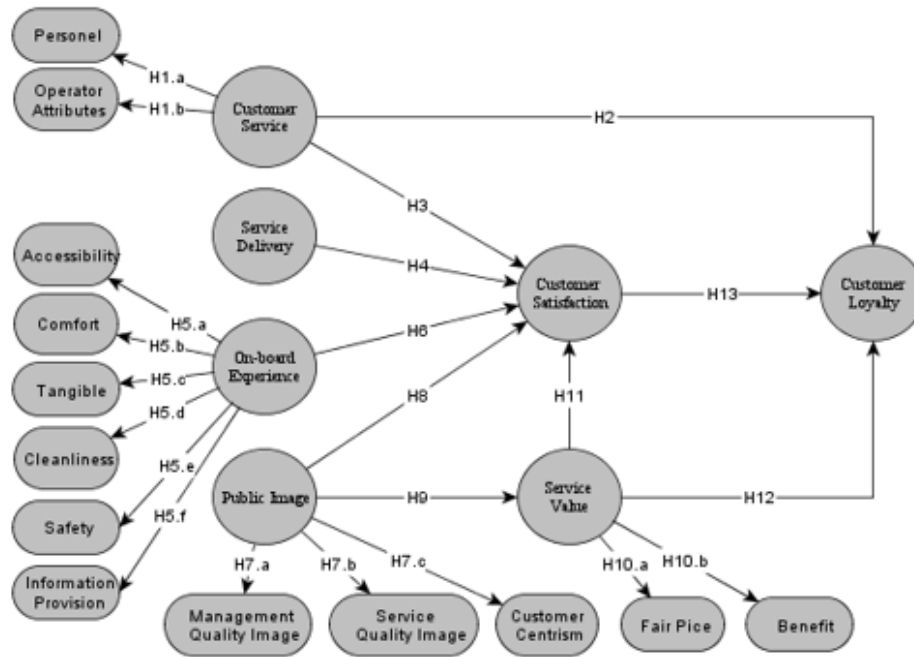 Personel
H1.a
Operator
Attributes
H1.b
Customer
Service
H2
H3
Service
Delivery
H4
Accessibility
H5.a
Customer
Satisfaction
H13
Customer
Loyalty
Comfort
H5.b
H6
On-board
Experience
Tangible
H5.c
H8
H11
H5.d
Cleanliness
H5.e
Public Image
H9
Service
Value
H12
Safety
H5.f
H7.a
H7.b
H7.c
H10.a
H10.b
Information
Provision
Management
Quality Image
Service
Quality Image
Customer
Centrism
Fair Pice
Benefit